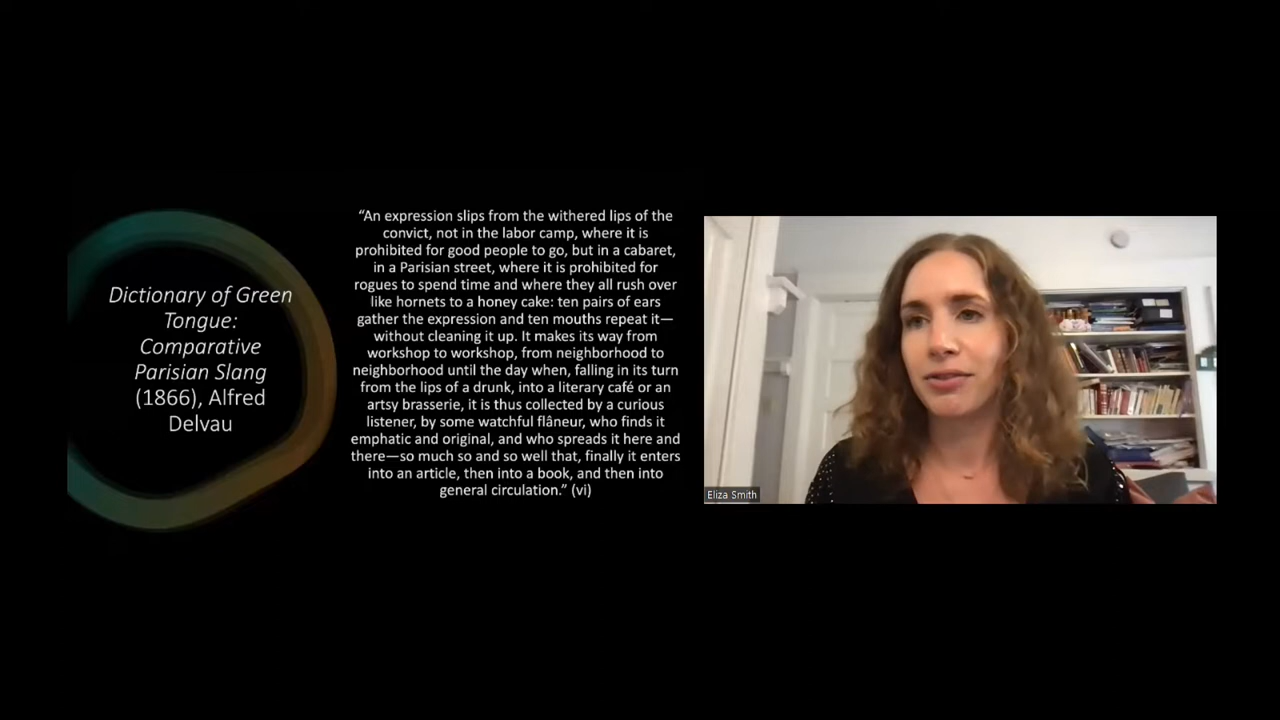 Dictionary of Green
Tongue:
Comparative
Parisian Slang
(1866), Alfred
Delvau
“An expression slips from the withered lips of the
convict, not in the labor camp, where it is
prohibited for good people to go, but in a cabaret,
in a Parisian street, where it is prohibited for
rogues to spend time and where they all rush over
like hornets to a honey cake: ten pairs of ears
gather the expression and ten mouths repeat it—
without cleaning it up. It makes its way from
workshop to workshop, from neighborhood to
neighborhood until the day when, falling in its turn
from the lips of a drunk, into a literary café or an
artsy brasserie, it is thus collected by a curious
listener, by some watchful flâneur, who finds it
emphatic and original, and who spreads it here and
there—so much so and so well that, finally it enters
into an article, then into a book, and then into
general circulation.” (vi)
Eliza Smith